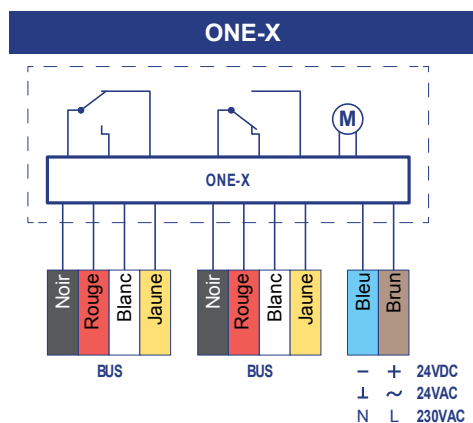 ONE-X
M
ONE-X
Noir
Rouge
Blanc
Jaune
Noir
Rouge
Blanc
Jaune
Bleu
Brun
BUS
BUS
− + 24VDC
⊥ ~ 24VAC
N L 230VAC